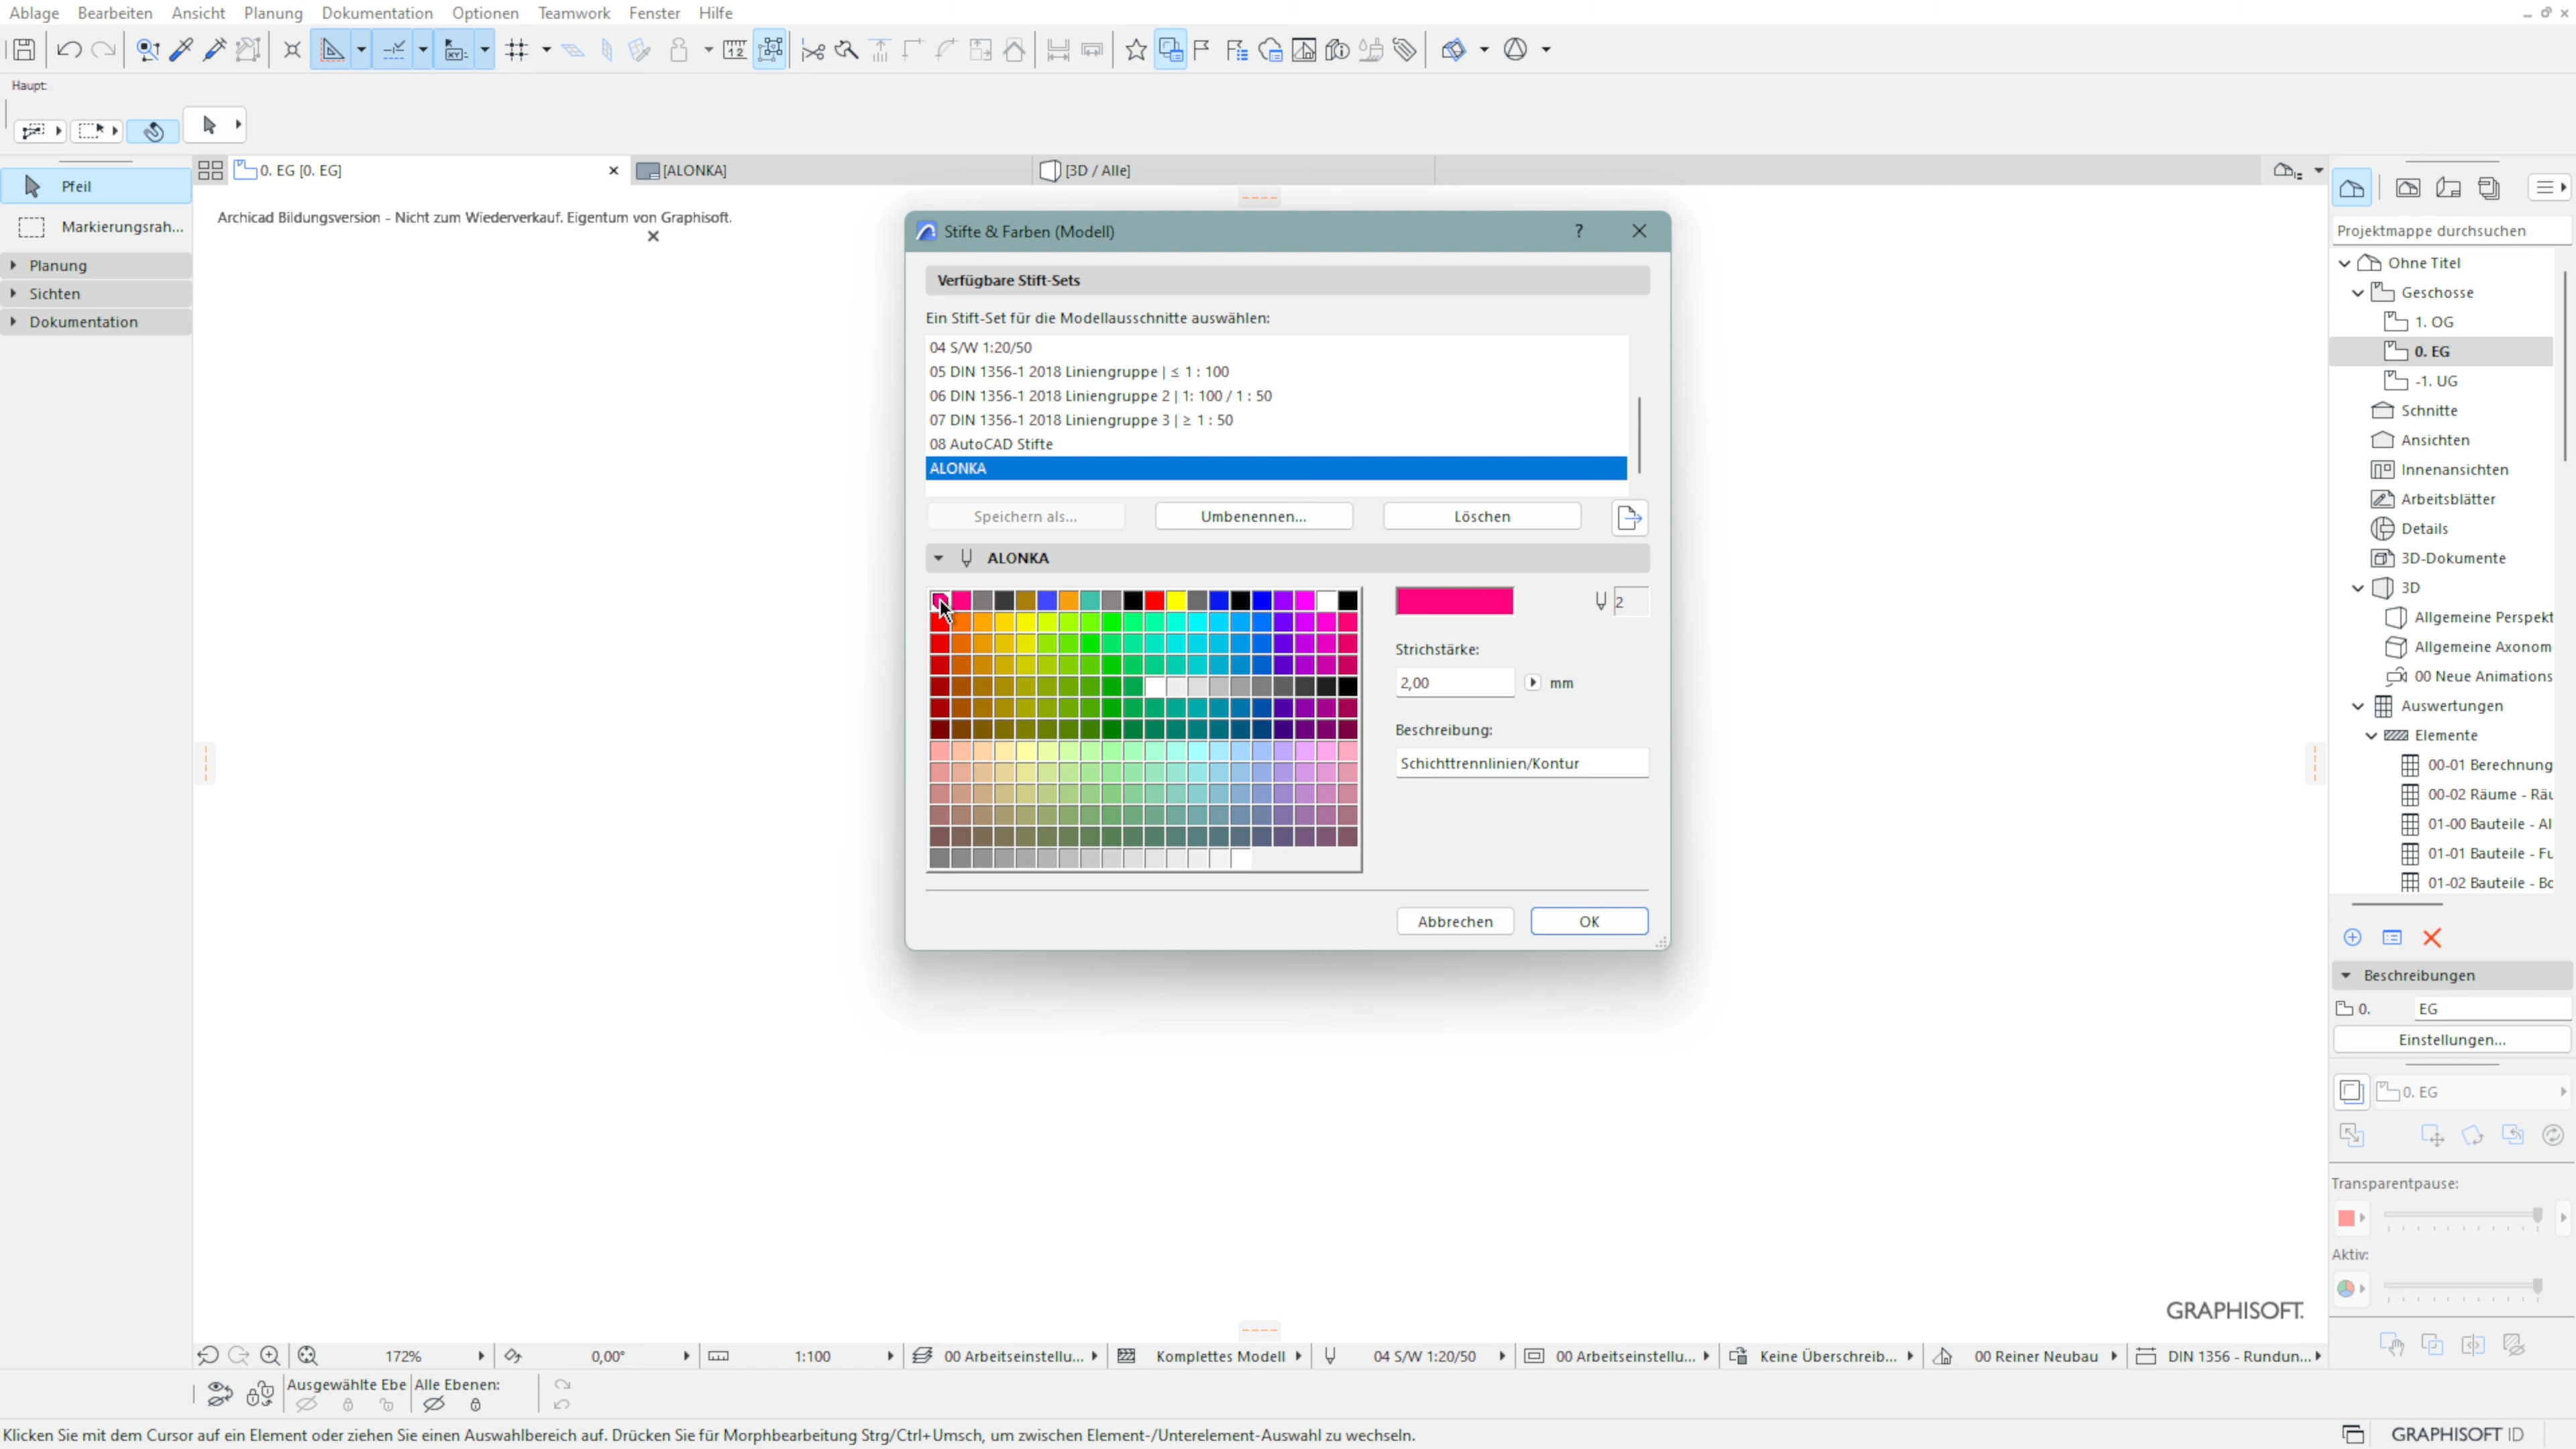 Ablage Bearbeiten Ansicht Planung Dokumentation Optionen Teamwork Fenster Hilfe
Haupt:
0. EG [0. EG] [ALONKA] [3D / Alle]
Pfeil
Markierungsrah...
Planung
Sichten
Dokumentation
Archicad Bildungsversion - Nicht zum Wiederverkauf. Eigentum von Graphisoft.
Stifte & Farben (Modell) ?
Verfügbare Stift-Sets
Ein Stift-Set für die Modellausschnitte auswählen:
04 S/W 1:20/50
05 DIN 1356-1 2018 Liniengruppe | ≤ 1 : 100
06 DIN 1356-1 2018 Liniengruppe 2 | 1: 100 / 1 : 50
07 DIN 1356-1 2018 Liniengruppe 3 | ≥ 1 : 50
08 AutoCAD Stifte
ALONKA
Speichern als... Umbenennen... Löschen
ALONKA
2
Strichstärke:
2,00 mm
Beschreibung:
Schichttrennlinien/Kontur
Abbrechen OK
Projektmappe durchsuchen
Ohne Titel
Geschosse
1. OG
0. EG
-1. UG
Schnitte
Ansichten
Innenansichten
Arbeitsblätter
Details
3D-Dokumente
3D
Allgemeine Perspekt
Allgemeine Axonom
00 Neue Animations
Auswertungen
Elemente
00-01 Berechnung
00-02 Räume - Räu
01-00 Bauteile - Al
01-01 Bauteile - Fu
01-02 Bauteile - Bo
Beschreibungen
0. EG
Einstellungen...
0. EG
Transparentpause:
Aktiv:
GRAPHISOFT.
172% 0,00° 1:100 00 Arbeitseinstellu... Komplettes Modell 04 S/W 1:20/50 00 Arbeitseinstellu... Keine Überschreib... 00 Reiner Neubau DIN 1356 - Rundun...
Ausgewählte Ebe Alle Ebenen:
Klicken Sie mit dem Cursor auf ein Element oder ziehen Sie einen Auswahlbereich auf. Drücken Sie für Morphbearbeitung Strg/Ctrl+Umsch, um zwischen Element-/Unterelement-Auswahl zu wechseln.
GRAPHISOFT ID